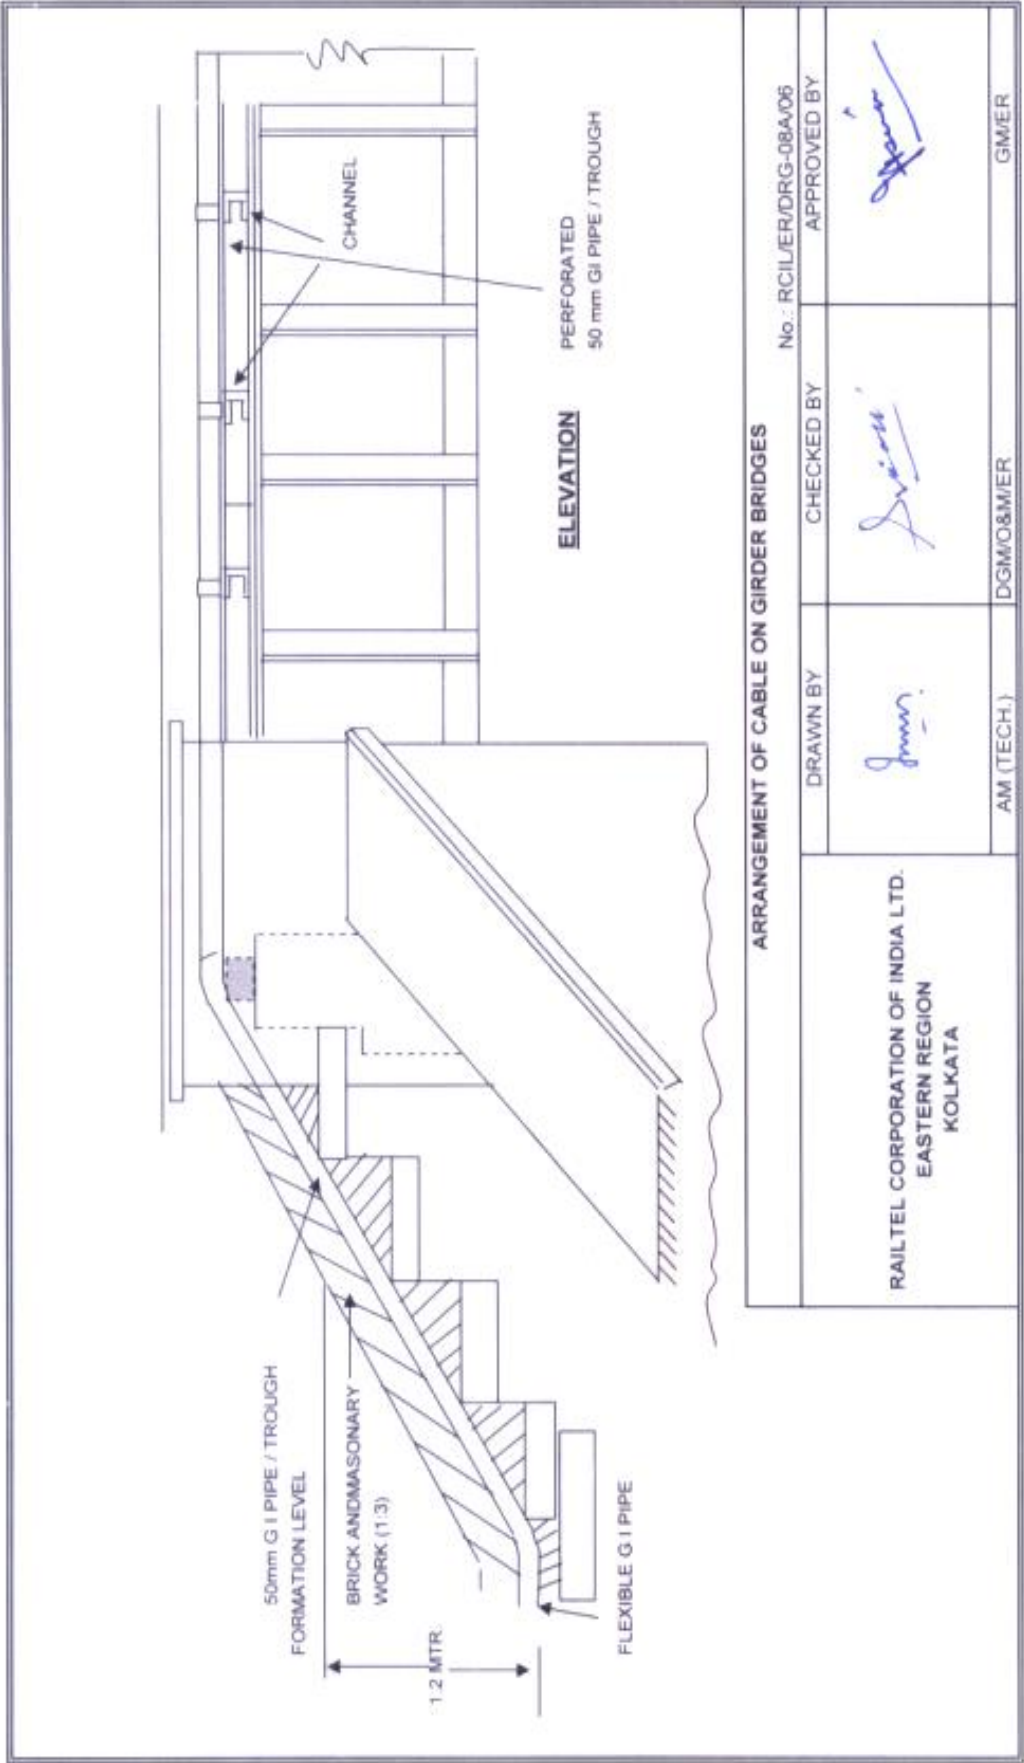 50mm G I PIPE / TROUGH
FORMATION LEVEL
BRICK ANDMASONARY
WORK (1:3)
1.2 MTR.
FLEXIBLE G I PIPE
CHANNEL
PERFORATED
50 mm GI PIPE / TROUGH
ELEVATION
ARRANGEMENT OF CABLE ON GIRDER BRIDGES
No.: RCIL/ER/DRG-08A/06
RAILTEL CORPORATION OF INDIA LTD.
EASTERN REGION
KOLKATA
DRAWN BY
CHECKED BY
APPROVED BY
AM (TECH.)
DGM/O&M/ER
GM/ER